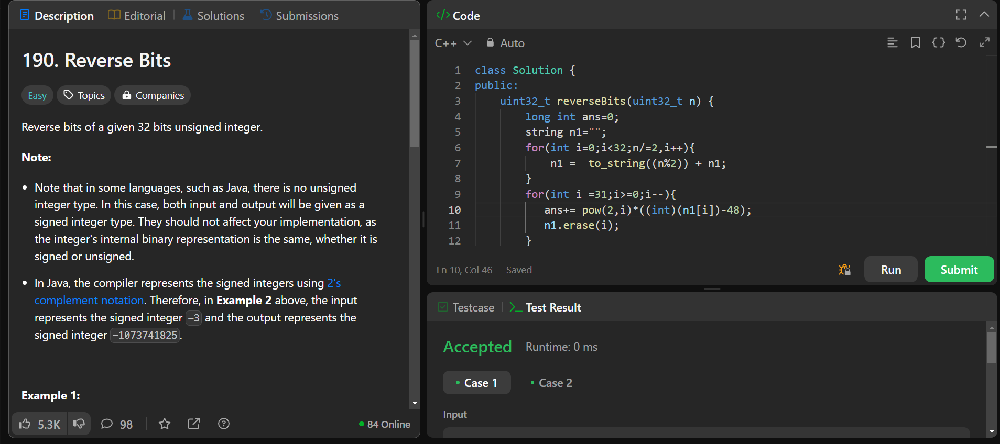 Description
Editorial
Solutions
Submissions
190. Reverse Bits
Easy
Topics
Companies
Reverse bits of a given 32 bits unsigned integer.
Note:
• Note that in some languages, such as Java, there is no unsigned
integer type. In this case, both input and output will be given as a
signed integer type. They should not affect your implementation, as
the integer's internal binary representation is the same, whether it is
signed or unsigned.
• In Java, the compiler represents the signed integers using 2's
complement notation. Therefore, in Example 2 above, the input
represents the signed integer -3 and the output represents the
signed integer -1073741825.
Example 1:
5.3K
98
84 Online
</> Code
C++
Auto
1 class Solution {
2 public:
3     uint32_t reverseBits(uint32_t n) {
4         long int ans=0;
5         string n1="";
6         for(int i=0;i<32;n/=2,i++){
7             n1 =  to_string((n%2)) + n1;
8         }
9         for(int i =31;i>=0;i--){
10            ans+= pow(2,i)*((int)(n1[i])-48);
11            n1.erase(i);
12        }
Ln 10, Col 46
Saved
Run
Submit
Testcase
>_ Test Result
Accepted
Runtime: 0 ms
• Case 1
• Case 2
Input